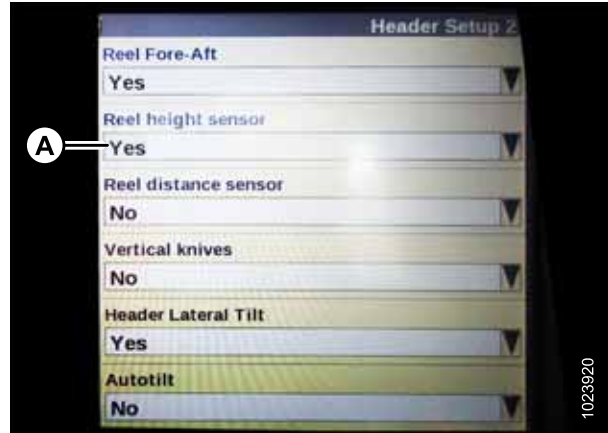 Header Setup 2
Reel Fore-Aft
Yes
Reel height sensor
A
Yes
Reel distance sensor
No
Vertical knives
No
Header Lateral Tilt
Yes
Autotilt
No
1023920